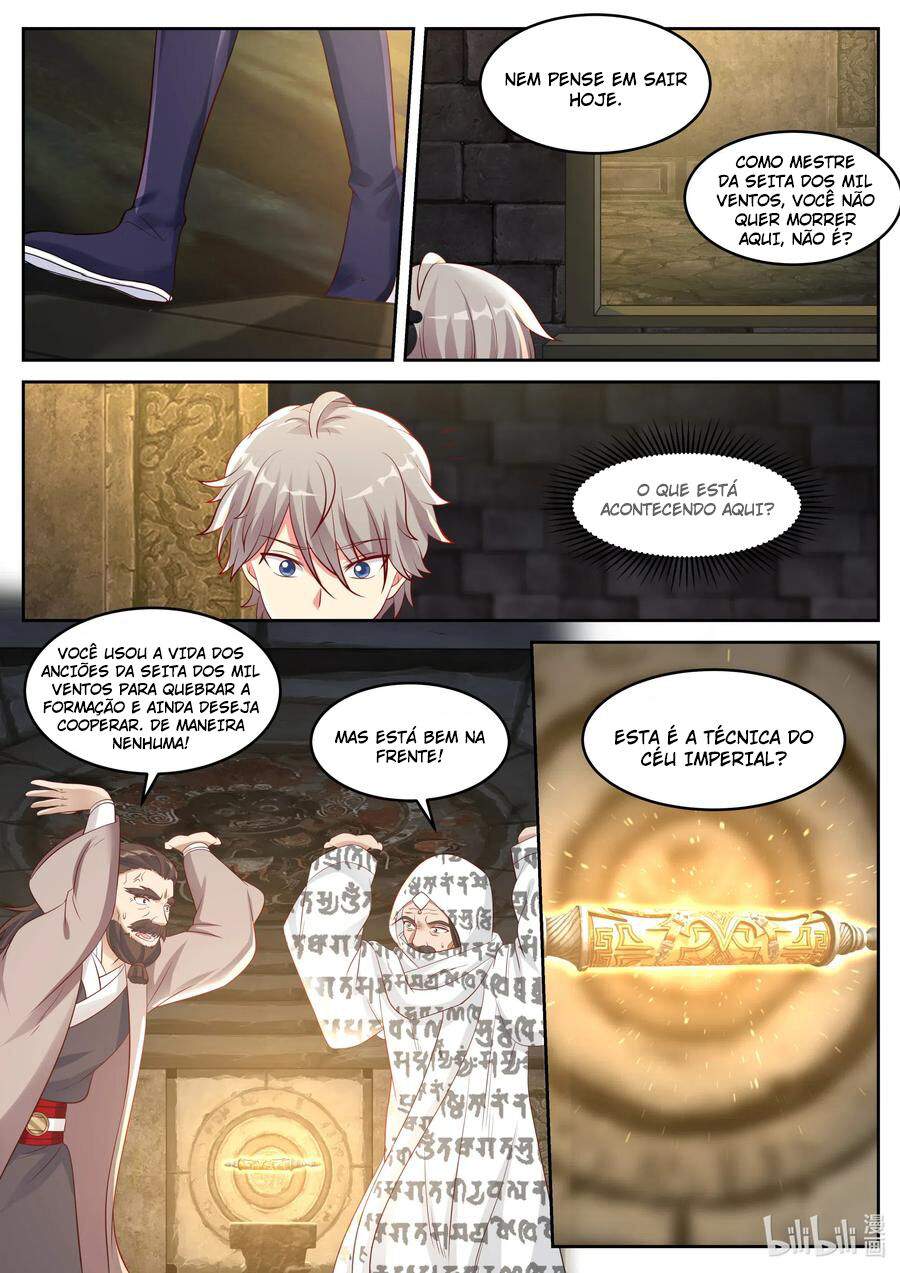 NEM PENSE EM SAIR
HOJE.
COMO MESTRE
DA SEITA DOS MIL
VENTOS, VOCÊ NÃO
QUER MORRER
AQUI, NÃO É?
O QUE ESTÁ
ACONTECENDO AQUI?
VOCÊ USOU A VIDA DOS
ANCIÕES DA SEITA DOS MIL
VENTOS PARA QUEBRAR A
FORMAÇÃO E AINDA DESEJA
COOPERAR. DE MANEIRA
NENHUMA!
MAS ESTÁ BEM NA
FRENTE!
ESTA É A TÉCNICA DO
CÉU IMPERIAL?
bilibili 漫画